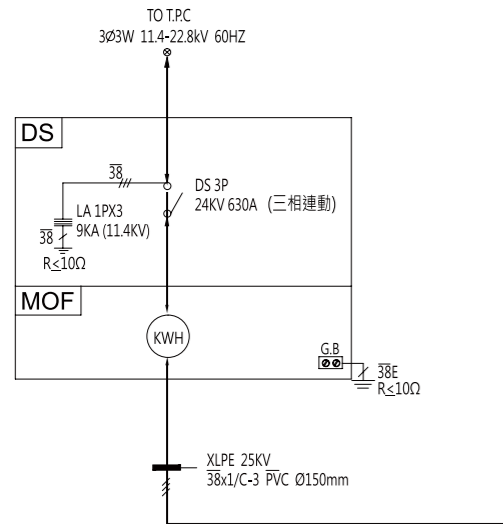 TO T.P.C
3Ø3W 11.4-22.8kV 60HZ
DS
38
DS 3P
24KV 630A (三相連動)
LA 1PX3
9KA (11.4KV)
38
R≤10Ω
MOF
KWH
G.B
38E
R≤10Ω
XLPE 25KV
38x1/C-3 PVC Ø150mm